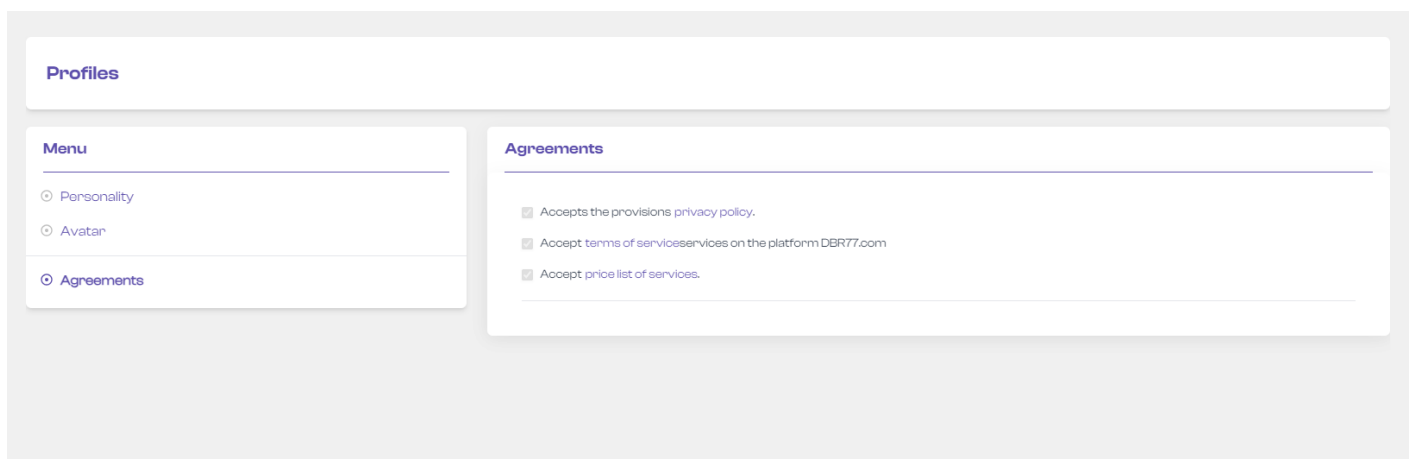 Profiles
Menu
Personality
Avatar
Agreements
Agreements
Accepts the provisions privacy policy.
Accept terms of serviceservices on the platform DBR77.com
Accept price list of services.